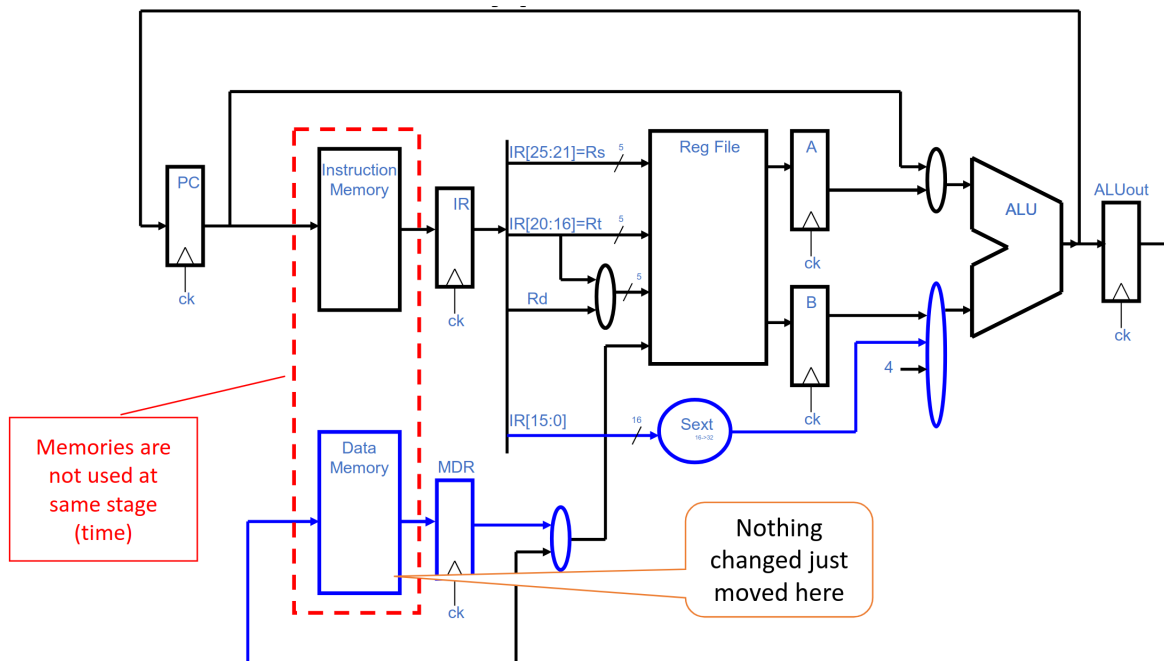 IR[25:21]=Rs
5
Reg File
A
PC
Instruction
Memory
IR
ALU
ALUout
IR[20:16]=Rt
5
ck
5
Rd
ck
ck
B
ck
4
ck
IR[15:0]
16
Sext
16->32
Memories are
not used at
same stage
(time)
Data
Memory
MDR
ck
Nothing
changed just
moved here